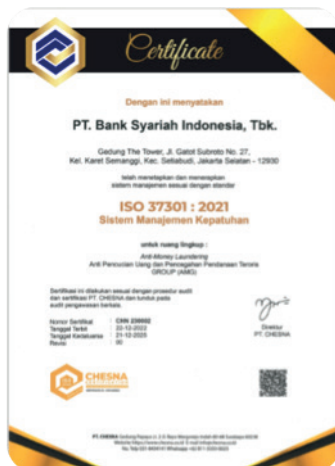 Certificate
Dengan ini menyatakan
PT. Bank Syariah Indonesia, Tbk.
Gedung The Tower, Jl. Gatot Subroto No. 27,
Kel. Karet Semanggi, Kec. Setiabudi, Jakarta Selatan - 12930
telah menetapkan dan menerapkan
sistem manajemen sesuai dengan standar
ISO 37301 : 2021
Sistem Manajemen Kepatuhan
untuk ruang lingkup :
Anti-Money Laundering
Anti Pencucian Uang dan Pencegahan Pendanaan Teroris
GROUP (AMG)
Sertifikasi ini dilakukan sesuai dengan prosedur audit
dan sertifikasi PT. CHESNA dan tunduk pada
audit pengawasan berkala.
Nomor Sertifikat :
Tanggal Terbit : 22-12-2022
Tanggal Kedaluarsa : 21-12-2025
Revisi : 00
Direktur
PT. CHESNA
CHESNA